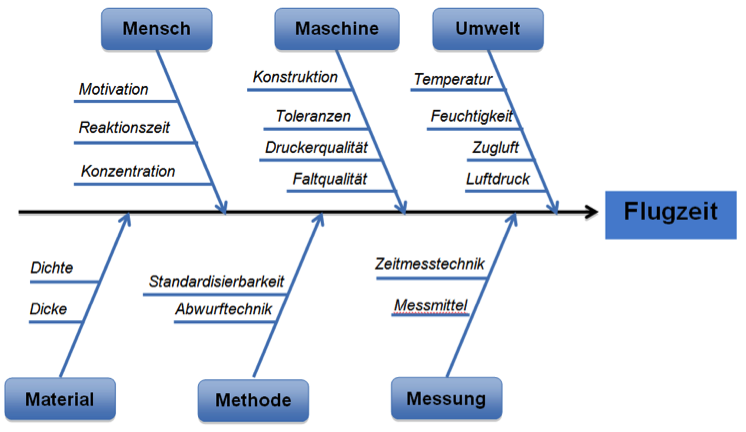 Mensch
Maschine
Umwelt
Motivation
Reaktionszeit
Konzentration
Konstruktion
Toleranzen
Druckerqualität
Faltqualität
Temperatur
Feuchtigkeit
Zugluft
Luftdruck
Flugzeit
Dichte
Dicke
Standardisierbarkeit
Abwurftechnik
Zeitmesstechnik
Messmittel
Material
Methode
Messung